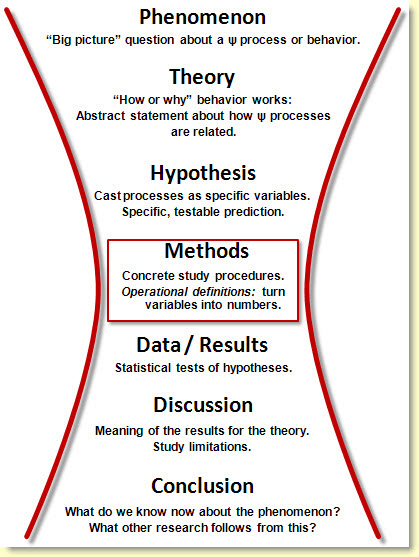 Phenomenon
“Big picture” question about a ψ process or behavior.
Theory
“How or why” behavior works:
Abstract statement about how ψ processes
are related.
Hypothesis
Cast processes as specific variables.
Specific, testable prediction.
Methods
Concrete study procedures.
Operational definitions: turn
variables into numbers.
Data / Results
Statistical tests of hypotheses.
Discussion
Meaning of the results for the theory.
Study limitations.
Conclusion
What do we know now about the phenomenon?
What other research follows from this?